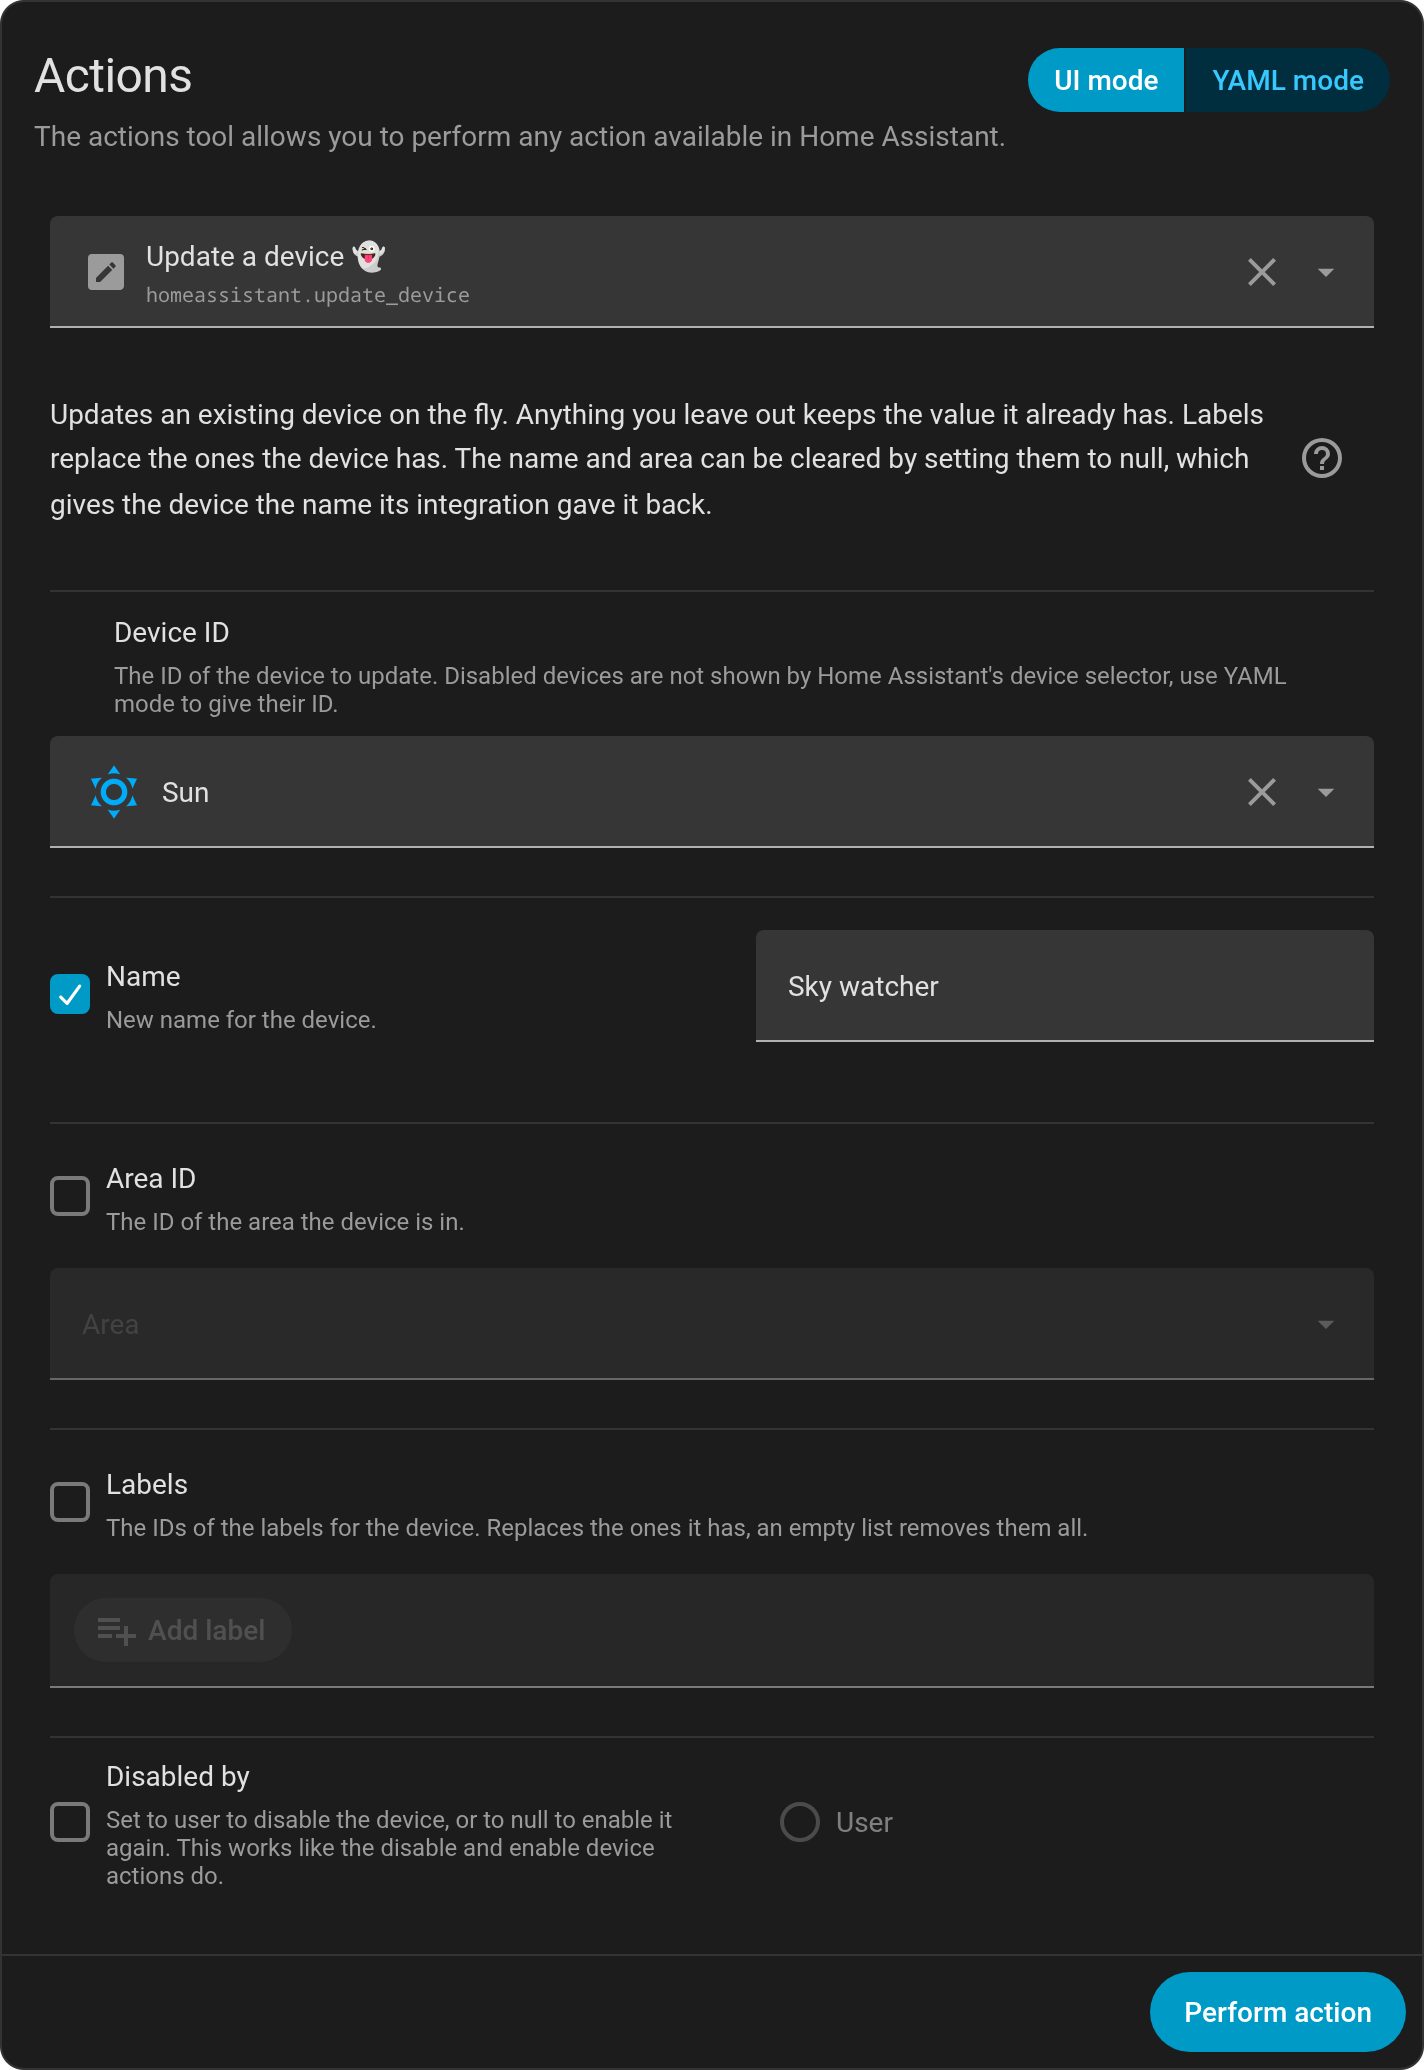 Actions
UI mode
YAML mode
The actions tool allows you to perform any action available in Home Assistant.
Update a device 👻
homeassistant.update_device
Updates an existing device on the fly. Anything you leave out keeps the value it already has. Labels
replace the ones the device has. The name and area can be cleared by setting them to null, which
gives the device the name its integration gave it back.
Device ID
The ID of the device to update. Disabled devices are not shown by Home Assistant's device selector, use YAML
mode to give their ID.
Sun
Name
New name for the device.
Sky watcher
Area ID
The ID of the area the device is in.
Area
Labels
The IDs of the labels for the device. Replaces the ones it has, an empty list removes them all.
Add label
Disabled by
Set to user to disable the device, or to null to enable it
again. This works like the disable and enable device
actions do.
User
Perform action